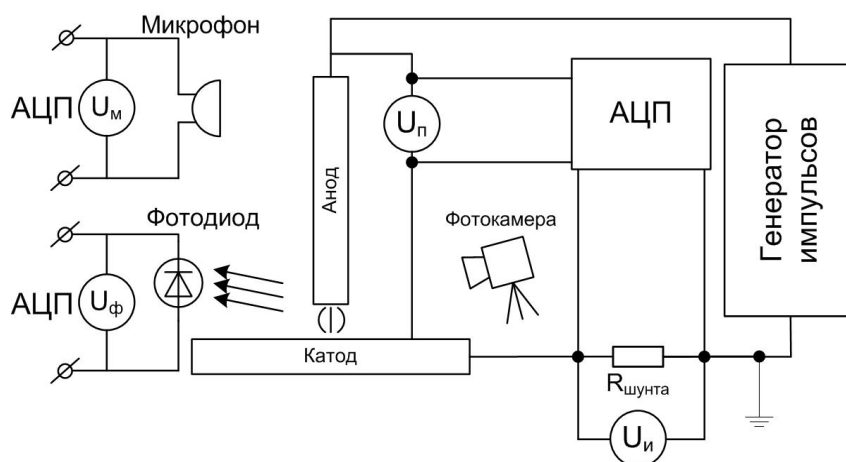 Микрофон
АЦП
Uм
Фотодиод
АЦП
Uф
Анод
Uп
АЦП
Генератор
импульсов
Фотокамера
Катод
Rшунта
Uи